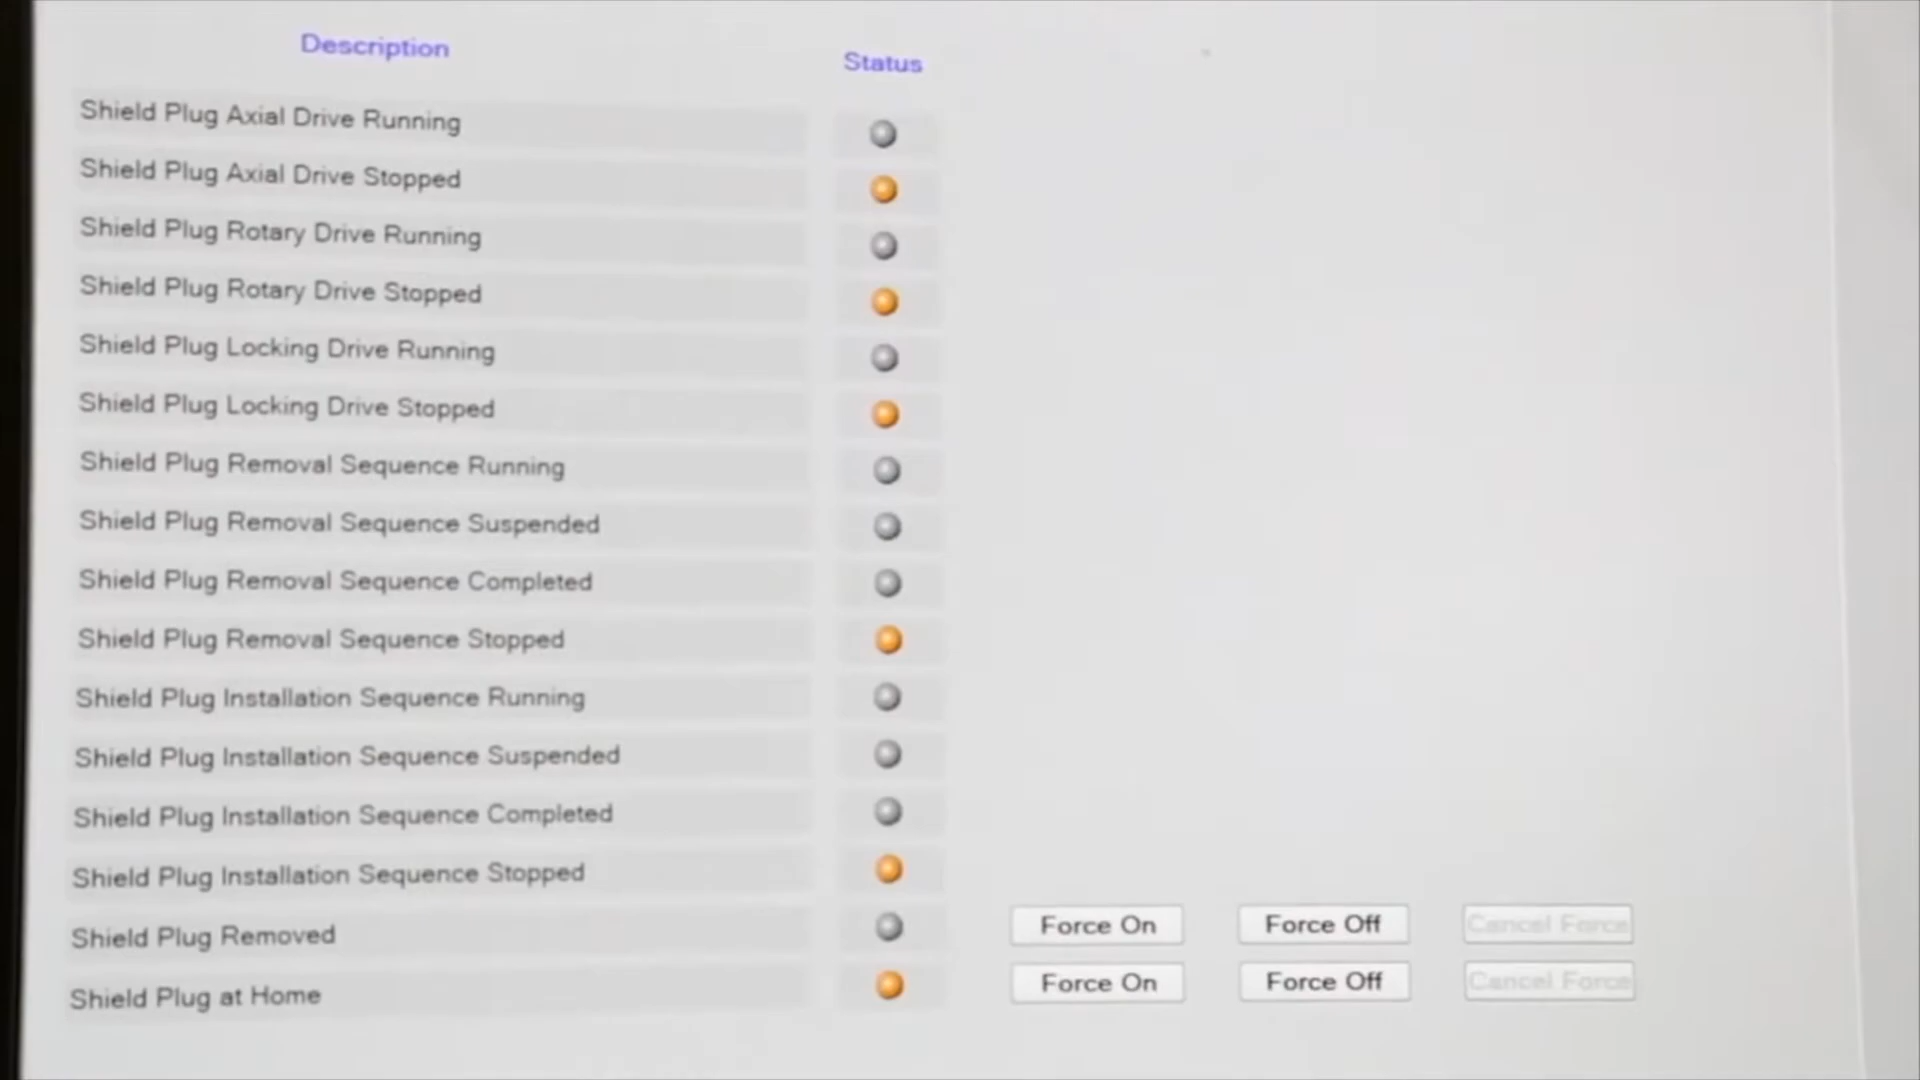 Description
Status
Shield Plug Axial Drive Running
Shield Plug Axial Drive Stopped
Shield Plug Rotary Drive Running
Shield Plug Rotary Drive Stopped
Shield Plug Locking Drive Running
Shield Plug Locking Drive Stopped
Shield Plug Removal Sequence Running
Shield Plug Removal Sequence Suspended
Shield Plug Removal Sequence Completed
Shield Plug Removal Sequence Stopped
Shield Plug Installation Sequence Running
Shield Plug Installation Sequence Suspended
Shield Plug Installation Sequence Completed
Shield Plug Installation Sequence Stopped
Shield Plug Removed Force On Force Off Cancel Force
Shield Plug at Home Force On Force Off Cancel Force